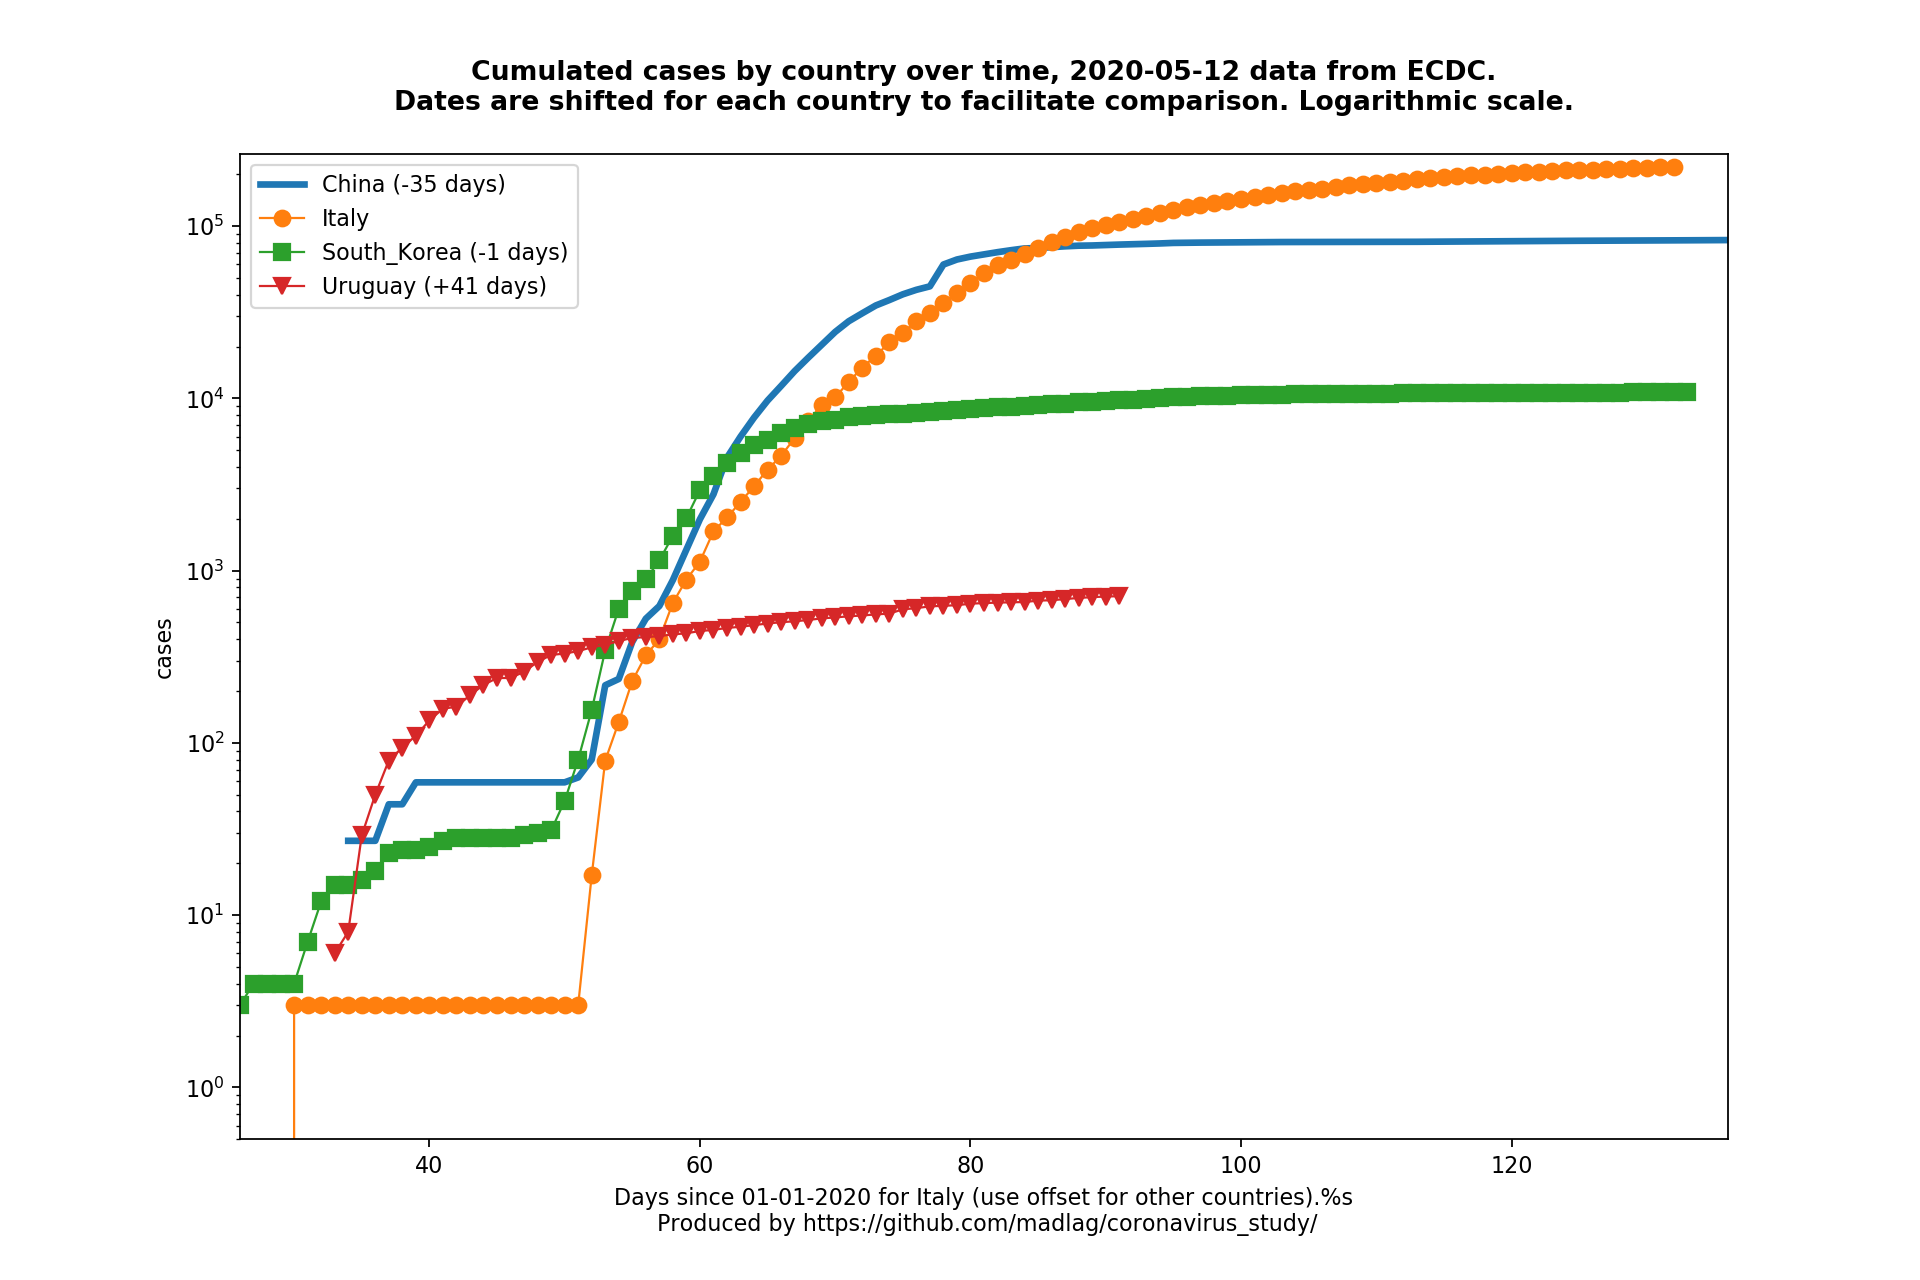 Cumulated cases by country over time, 2020-05-12 data from ECDC.
Dates are shifted for each country to facilitate comparison. Logarithmic scale.
China (-35 days)
Italy
South_Korea (-1 days)
Uruguay (+41 days)
10⁵
10⁴
10³
10²
10¹
10⁰
cases
40 60 80 100 120
Days since 01-01-2020 for Italy (use offset for other countries).%s
Produced by https://github.com/madlag/coronavirus_study/